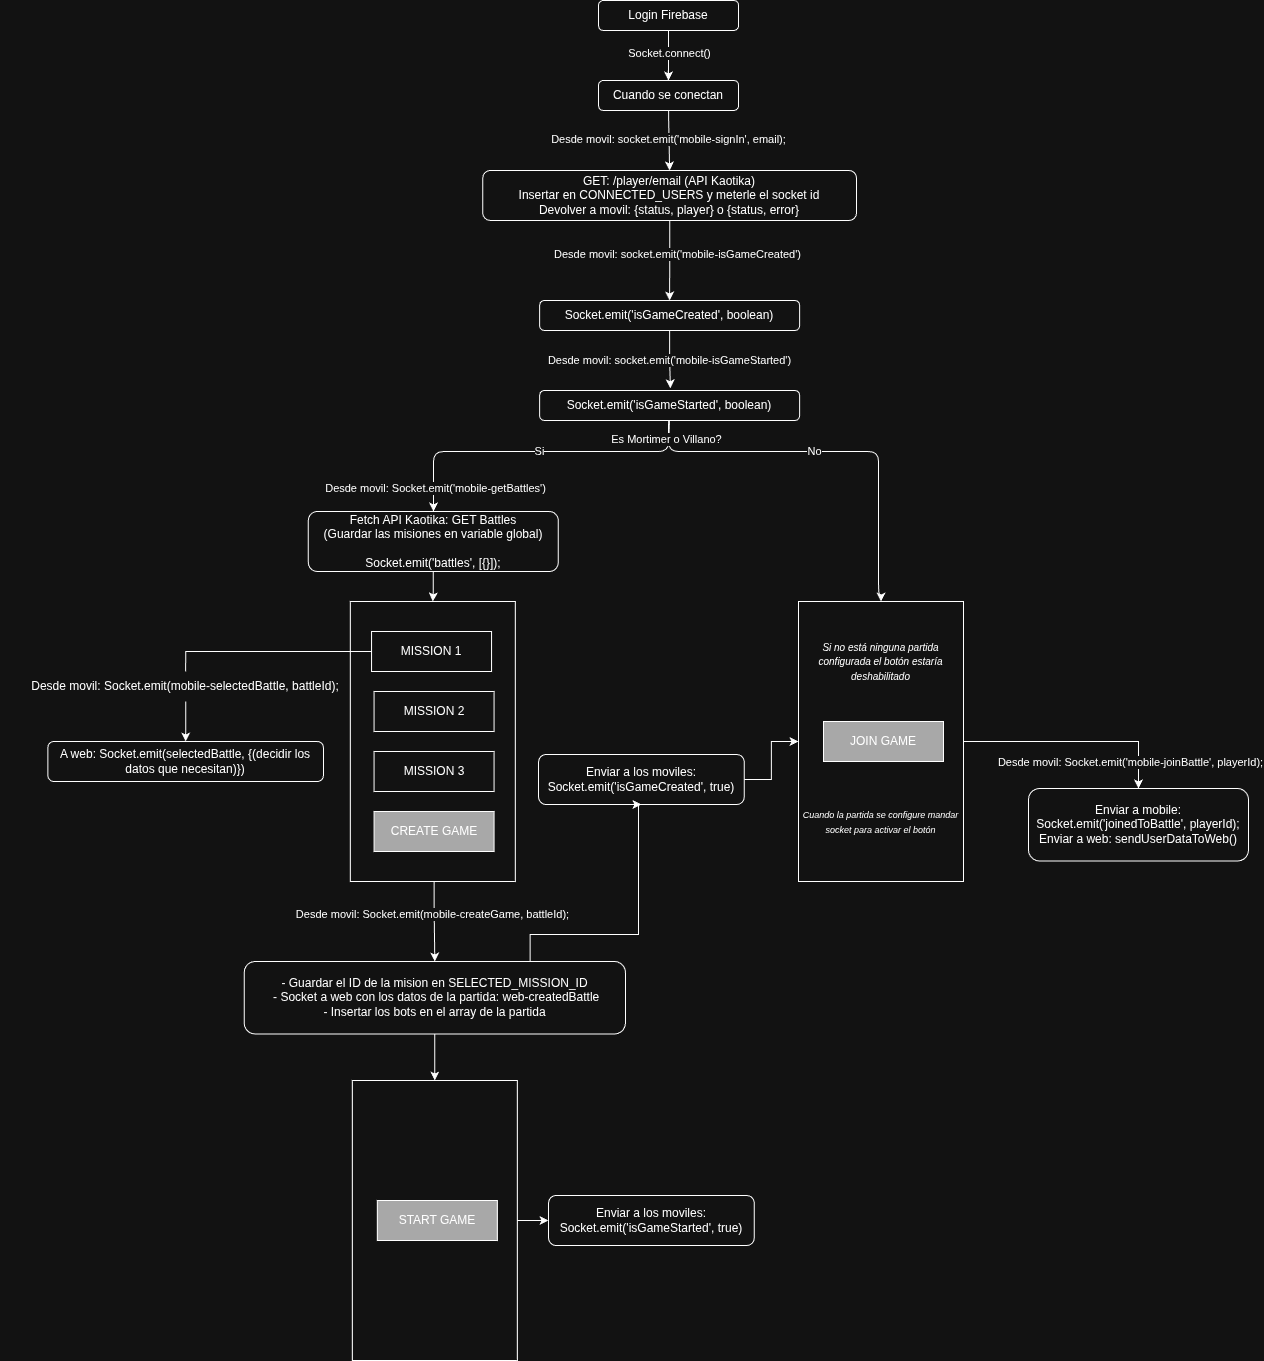 Login Firebase
Socket.connect()
Cuando se conectan
Desde movil: socket.emit('mobile-signIn', email);
GET: /player/email (API Kaotika)
Insertar en CONNECTED_USERS y meterle el socket id
Devolver a movil: {status, player} o {status, error}
Desde movil: socket.emit('mobile-isGameCreated')
Socket.emit('isGameCreated', boolean)
Desde movil: socket.emit('mobile-isGameStarted')
Socket.emit('isGameStarted', boolean)
Es Mortimer o Villano?
Si
No
Desde movil: Socket.emit('mobile-getBattles')
Fetch API Kaotika: GET Battles
(Guardar las misiones en variable global)
Socket.emit('battles', [{}]);
MISSION 1
MISSION 2
MISSION 3
CREATE GAME
Desde movil: Socket.emit(mobile-selectedBattle, battleId);
A web: Socket.emit(selectedBattle, {(decidir los
datos que necesitan)})
Enviar a los moviles:
Socket.emit('isGameCreated', true)
Si no está ninguna partida
configurada el botón estaría
deshabilitado
JOIN GAME
Cuando la partida se configure mandar
socket para activar el botón
Desde movil: Socket.emit('mobile-joinBattle', playerId);
Enviar a mobile:
Socket.emit('joinedToBattle', playerId);
Enviar a web: sendUserDataToWeb()
Desde movil: Socket.emit(mobile-createGame, battleId);
- Guardar el ID de la mision en SELECTED_MISSION_ID
- Socket a web con los datos de la partida: web-createdBattle
- Insertar los bots en el array de la partida
START GAME
Enviar a los moviles:
Socket.emit('isGameStarted', true)